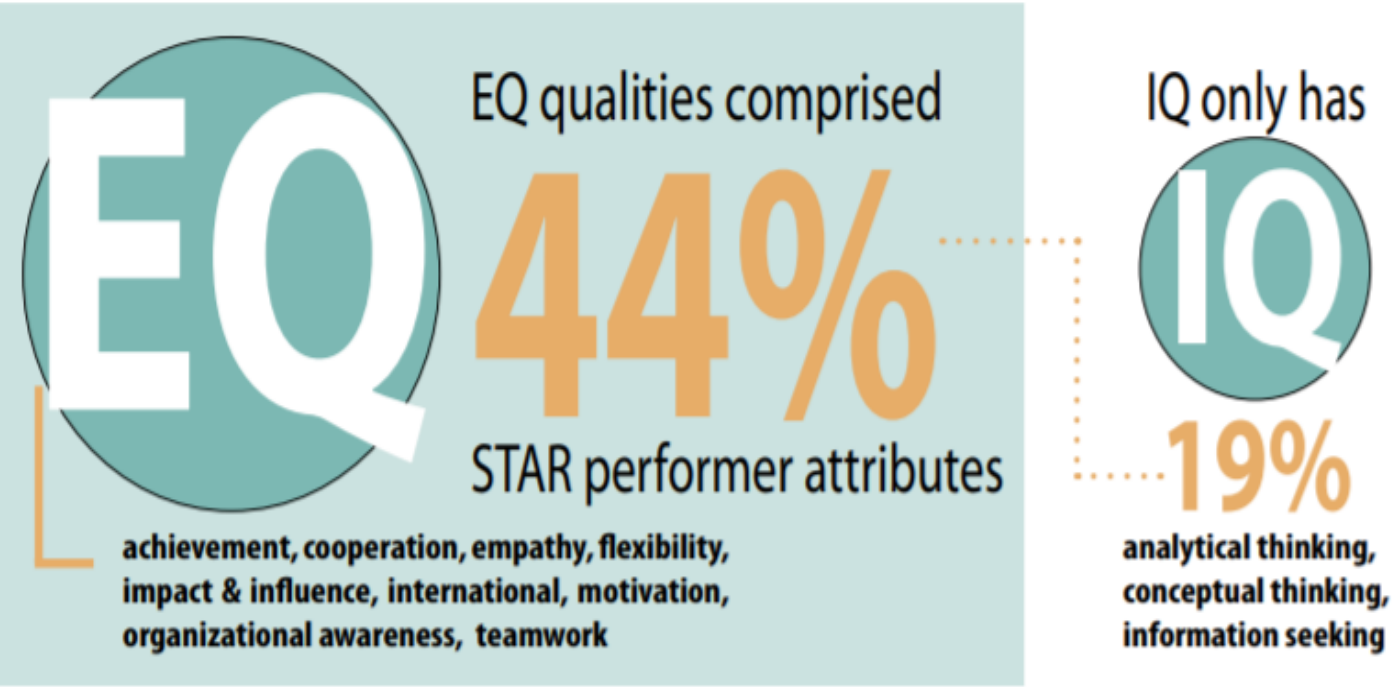 EQ
EQ qualities comprised
44%
STAR performer attributes
achievement, cooperation, empathy, flexibility,
impact & influence, international, motivation,
organizational awareness, teamwork
IQ only has
IQ
19%
analytical thinking,
conceptual thinking,
information seeking